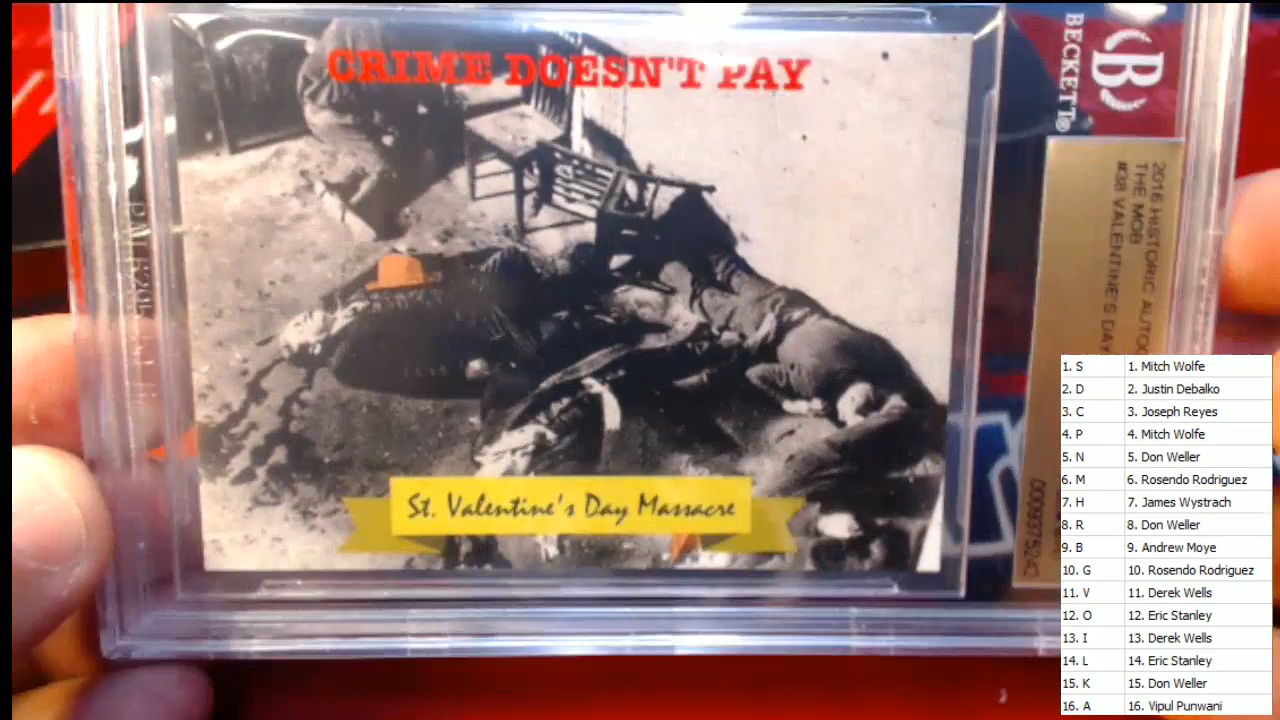 CRIME DOESN'T PAY
St. Valentine's Day Massacre
BECKETT
2016 HISTORIC
THE MOB
#38 VALENTINE'S DAY
1. S 1. Mitch Wolfe
2. D 2. Justin Debalko
3. C 3. Joseph Reyes
4. P 4. Mitch Wolfe
5. N 5. Don Weller
6. M 6. Rosendo Rodriguez
7. H 7. James Wystrach
8. R 8. Don Weller
9. B 9. Andrew Moye
10. G 10. Rosendo Rodriguez
11. V 11. Derek Wells
12. O 12. Eric Stanley
13. I 13. Derek Wells
14. L 14. Eric Stanley
15. K 15. Don Weller
16. A 16. Vipul Punwani